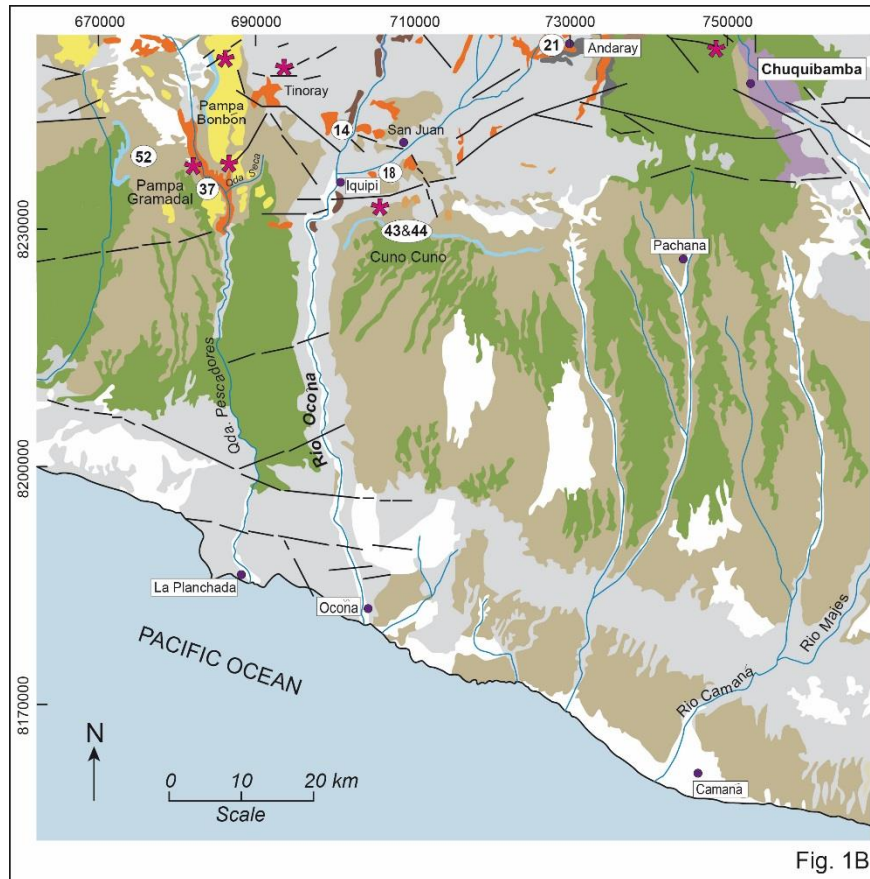 670000
690000
710000
730000
750000
21
Andaray
Chuquibamba
Tinoray
Pampa
Bonbon
14
San Juan
52
Pampa
Gramadal
37
Qda Seca
18
Iquipi
8230000
43&44
Cuno Cuno
Pachana
Qda. Pescadores
Rio Ocoña
8200000
La Planchada
Ocoña
PACIFIC OCEAN
Rio Majes
Rio Camaná
8170000
N
0 10 20 km
Scale
Camanã
Fig. 1B